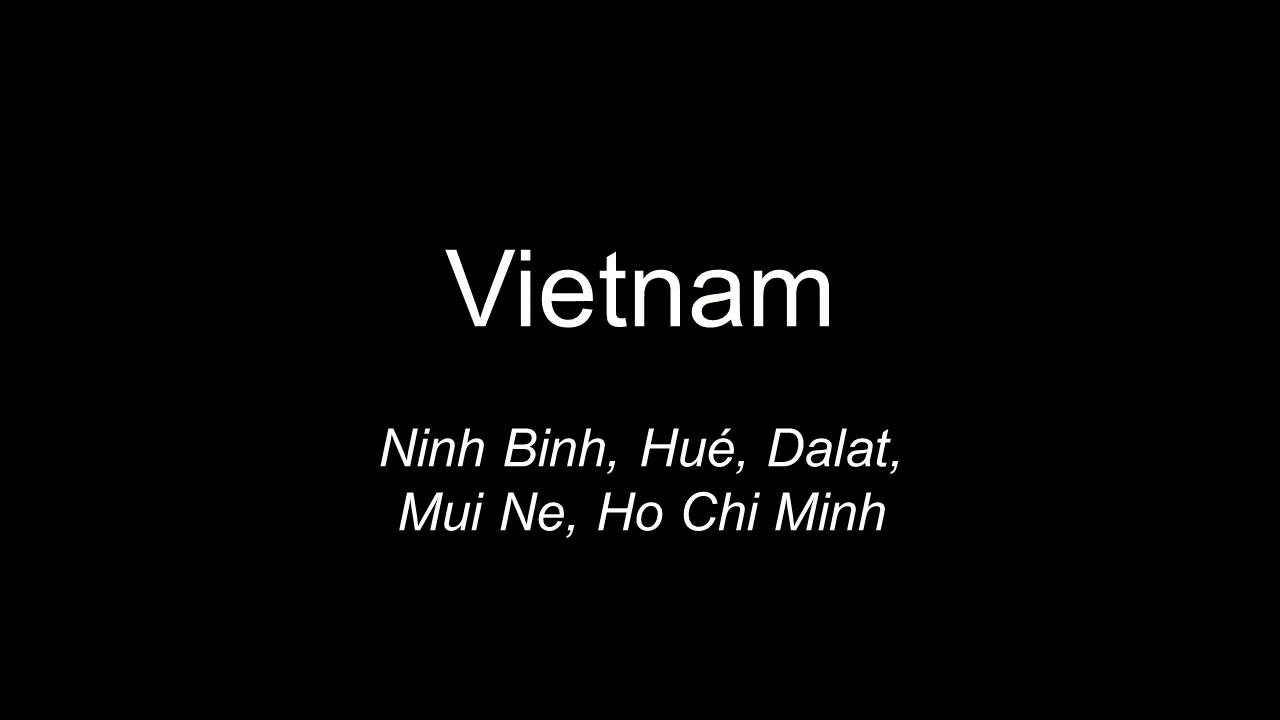 Vietnam
Ninh Binh, Hué, Dalat,
Mui Ne, Ho Chi Minh